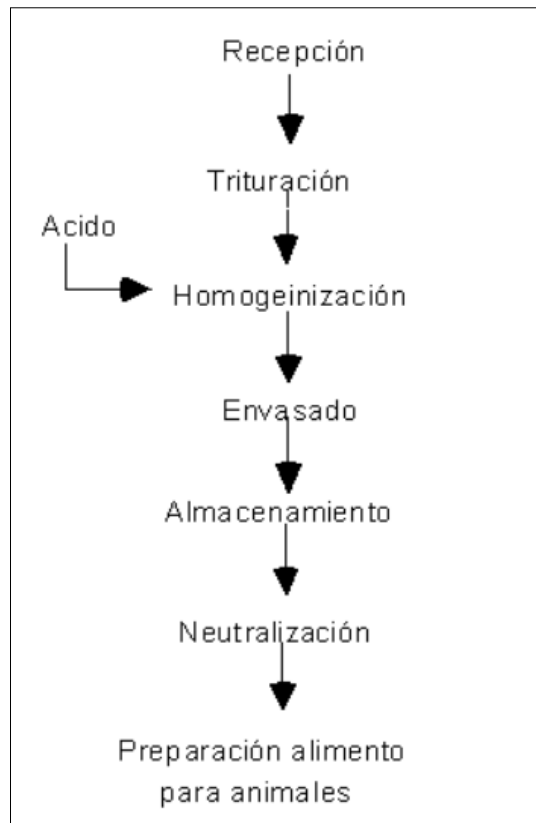 Recepción
Trituración
Acido
Homogeinización
Envasado
Almacenamiento
Neutralización
Preparación alimento
para animales